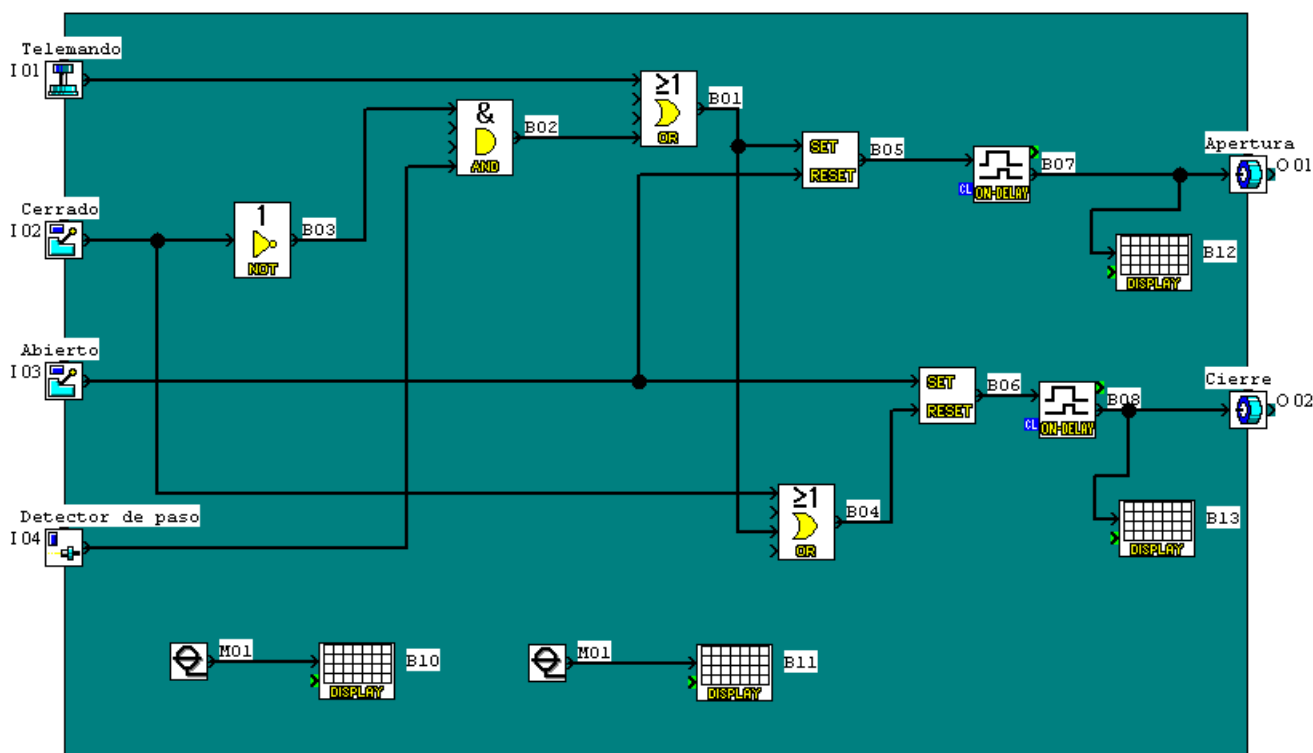 Telemando
I01
≥1
OR
B01
&
AND
B02
SET
RESET
B05
ON-DELAY
CL
B07
Apertura
O 01
Cerrado
I02
1
NOT
B03
DISPLAY
B12
Abierto
I03
SET
RESET
B06
ON-DELAY
CL
B08
Cierre
O 02
Detector de paso
I04
≥1
OR
B04
DISPLAY
B13
M01
DISPLAY
B10
M01
DISPLAY
B11